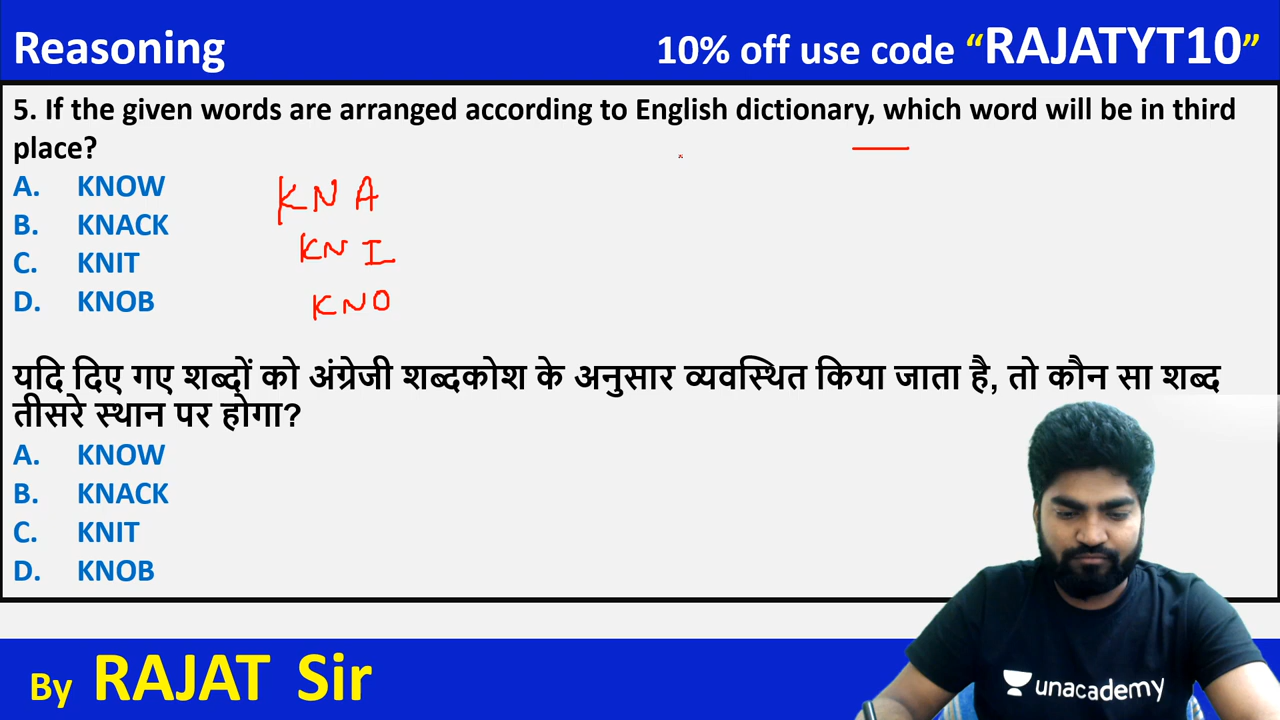 Reasoning 10% off use code “RAJATYT10”
5. If the given words are arranged according to English dictionary, which word will be in third
place?
A. KNOW
B. KNACK
C. KNIT
D. KNOB
KNA
KNI
KNO
यदि दिए गए शब्दों को अंग्रेजी शब्दकोश के अनुसार व्यवस्थित किया जाता है, तो कौन सा शब्द
तीसरे स्थान पर होगा?
A. KNOW
B. KNACK
C. KNIT
D. KNOB
By RAJAT Sir
unacademy